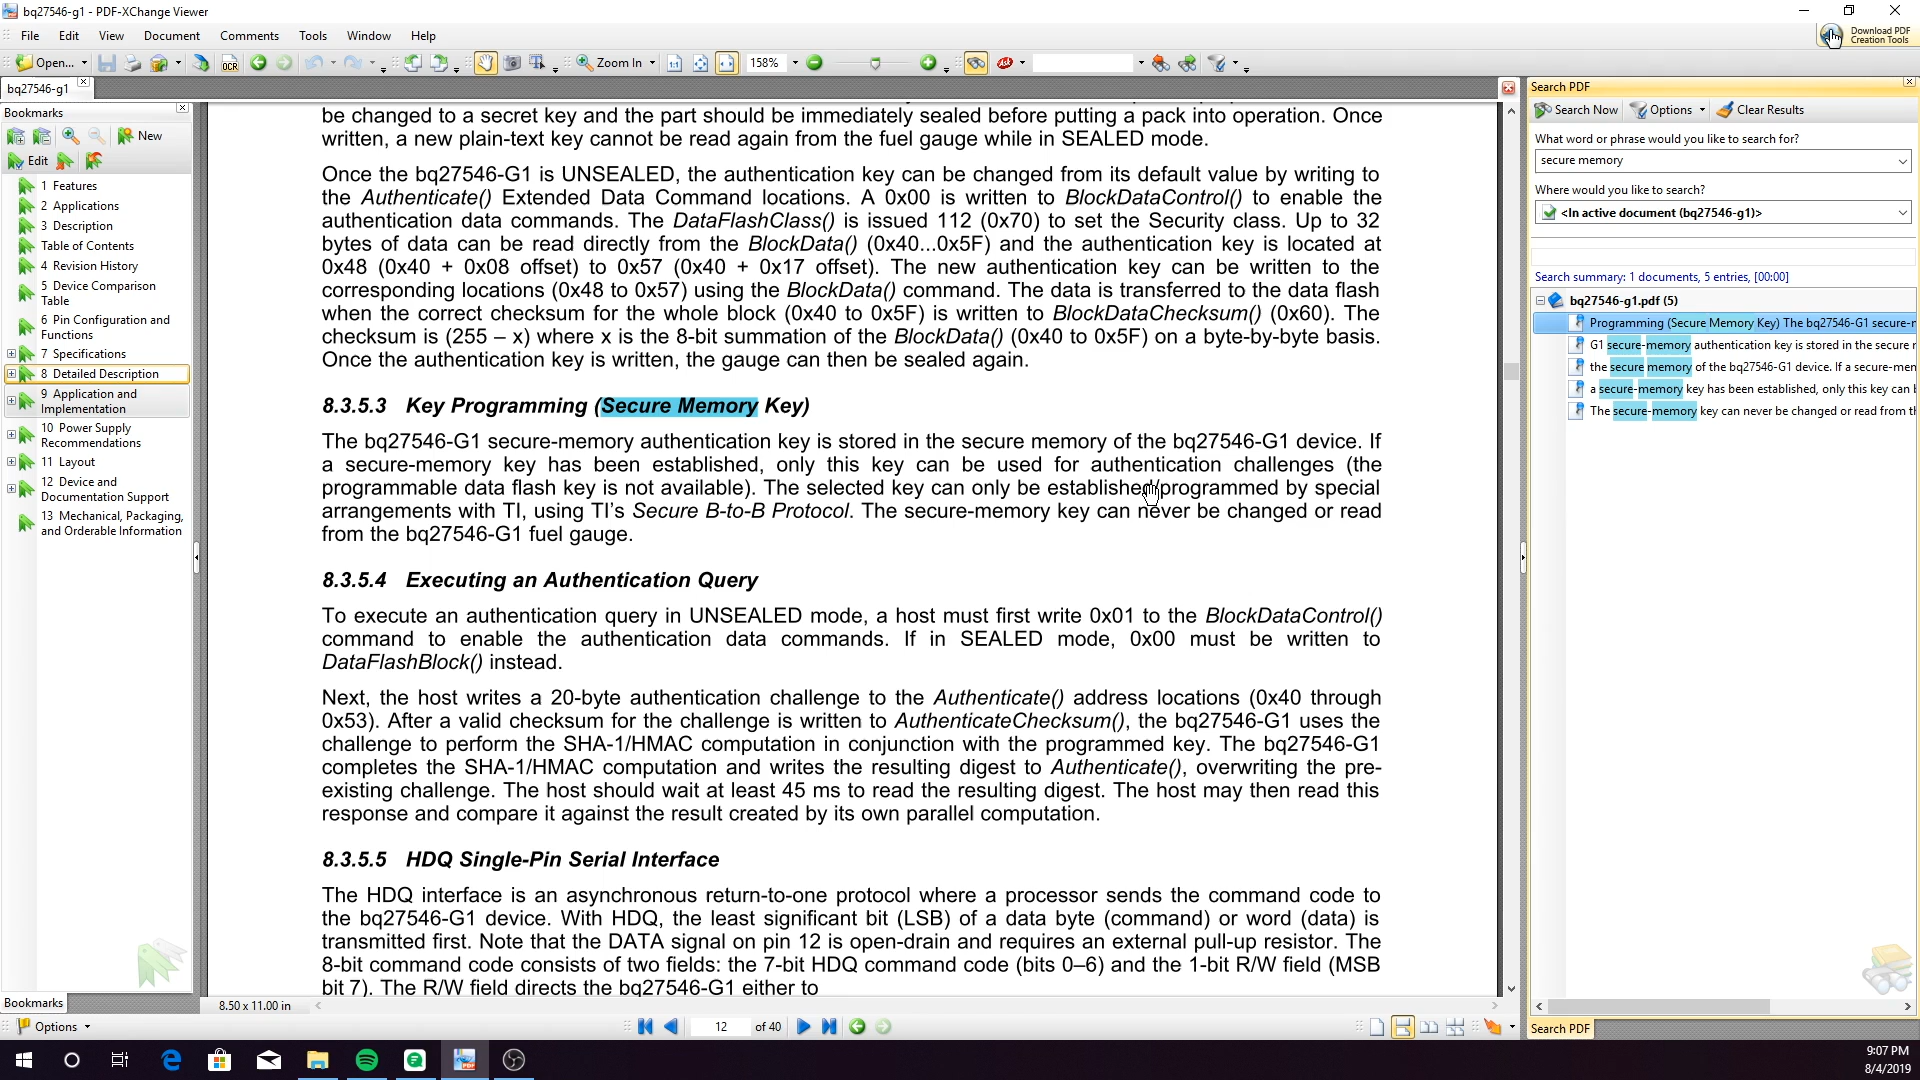 bq27546-g1 - PDF-XChange Viewer
File Edit View Document Comments Tools Window Help
Download PDF
Creation Tools
Open... OCR Zoom In 158%
bq27546-g1
Bookmarks
New
Edit
1 Features
2 Applications
3 Description
Table of Contents
4 Revision History
5 Device Comparison
Table
6 Pin Configuration and
Functions
7 Specifications
8 Detailed Description
9 Application and
Implementation
10 Power Supply
Recommendations
11 Layout
12 Device and
Documentation Support
13 Mechanical, Packaging,
and Orderable Information
Bookmarks
Options
be changed to a secret key and the part should be immediately sealed before putting a pack into operation. Once
written, a new plain-text key cannot be read again from the fuel gauge while in SEALED mode.
Once the bq27546-G1 is UNSEALED, the authentication key can be changed from its default value by writing to
the Authenticate() Extended Data Command locations. A 0x00 is written to BlockDataControl() to enable the
authentication data commands. The DataFlashClass() is issued 112 (0x70) to set the Security class. Up to 32
bytes of data can be read directly from the BlockData() (0x40...0x5F) and the authentication key is located at
0x48 (0x40 + 0x08 offset) to 0x57 (0x40 + 0x17 offset). The new authentication key can be written to the
corresponding locations (0x48 to 0x57) using the BlockData() command. The data is transferred to the data flash
when the correct checksum for the whole block (0x40 to 0x5F) is written to BlockDataChecksum() (0x60). The
checksum is (255 – x) where x is the 8-bit summation of the BlockData() (0x40 to 0x5F) on a byte-by-byte basis.
Once the authentication key is written, the gauge can then be sealed again.
8.3.5.3 Key Programming (Secure Memory Key)
The bq27546-G1 secure-memory authentication key is stored in the secure memory of the bq27546-G1 device. If
a secure-memory key has been established, only this key can be used for authentication challenges (the
programmable data flash key is not available). The selected key can only be established/programmed by special
arrangements with TI, using TI's Secure B-to-B Protocol. The secure-memory key can never be changed or read
from the bq27546-G1 fuel gauge.
8.3.5.4 Executing an Authentication Query
To execute an authentication query in UNSEALED mode, a host must first write 0x01 to the BlockDataControl()
command to enable the authentication data commands. If in SEALED mode, 0x00 must be written to
DataFlashBlock() instead.
Next, the host writes a 20-byte authentication challenge to the Authenticate() address locations (0x40 through
0x53). After a valid checksum for the challenge is written to AuthenticateChecksum(), the bq27546-G1 uses the
challenge to perform the SHA-1/HMAC computation in conjunction with the programmed key. The bq27546-G1
completes the SHA-1/HMAC computation and writes the resulting digest to Authenticate(), overwriting the pre-
existing challenge. The host should wait at least 45 ms to read the resulting digest. The host may then read this
response and compare it against the result created by its own parallel computation.
8.3.5.5 HDQ Single-Pin Serial Interface
The HDQ interface is an asynchronous return-to-one protocol where a processor sends the command code to
the bq27546-G1 device. With HDQ, the least significant bit (LSB) of a data byte (command) or word (data) is
transmitted first. Note that the DATA signal on pin 12 is open-drain and requires an external pull-up resistor. The
8-bit command code consists of two fields: the 7-bit HDQ command code (bits 0–6) and the 1-bit R/W field (MSB
bit 7). The R/W field directs the bq27546-G1 either to
8.50 x 11.00 in
12 of 40
Search PDF
Search Now Options Clear Results
What word or phrase would you like to search for?
secure memory
Where would you like to search?
<In active document (bq27546-g1)>
Search summary: 1 documents, 5 entries, [00:00]
bq27546-g1.pdf (5)
Programming (Secure Memory Key) The bq27546-G1 secure-
G1 secure-memory authentication key is stored in the secure
the secure memory of the bq27546-G1 device. If a secure-
a secure-memory key has been established, only this key can
The secure-memory key can never be changed or read from
Search PDF
9:07 PM
8/4/2019